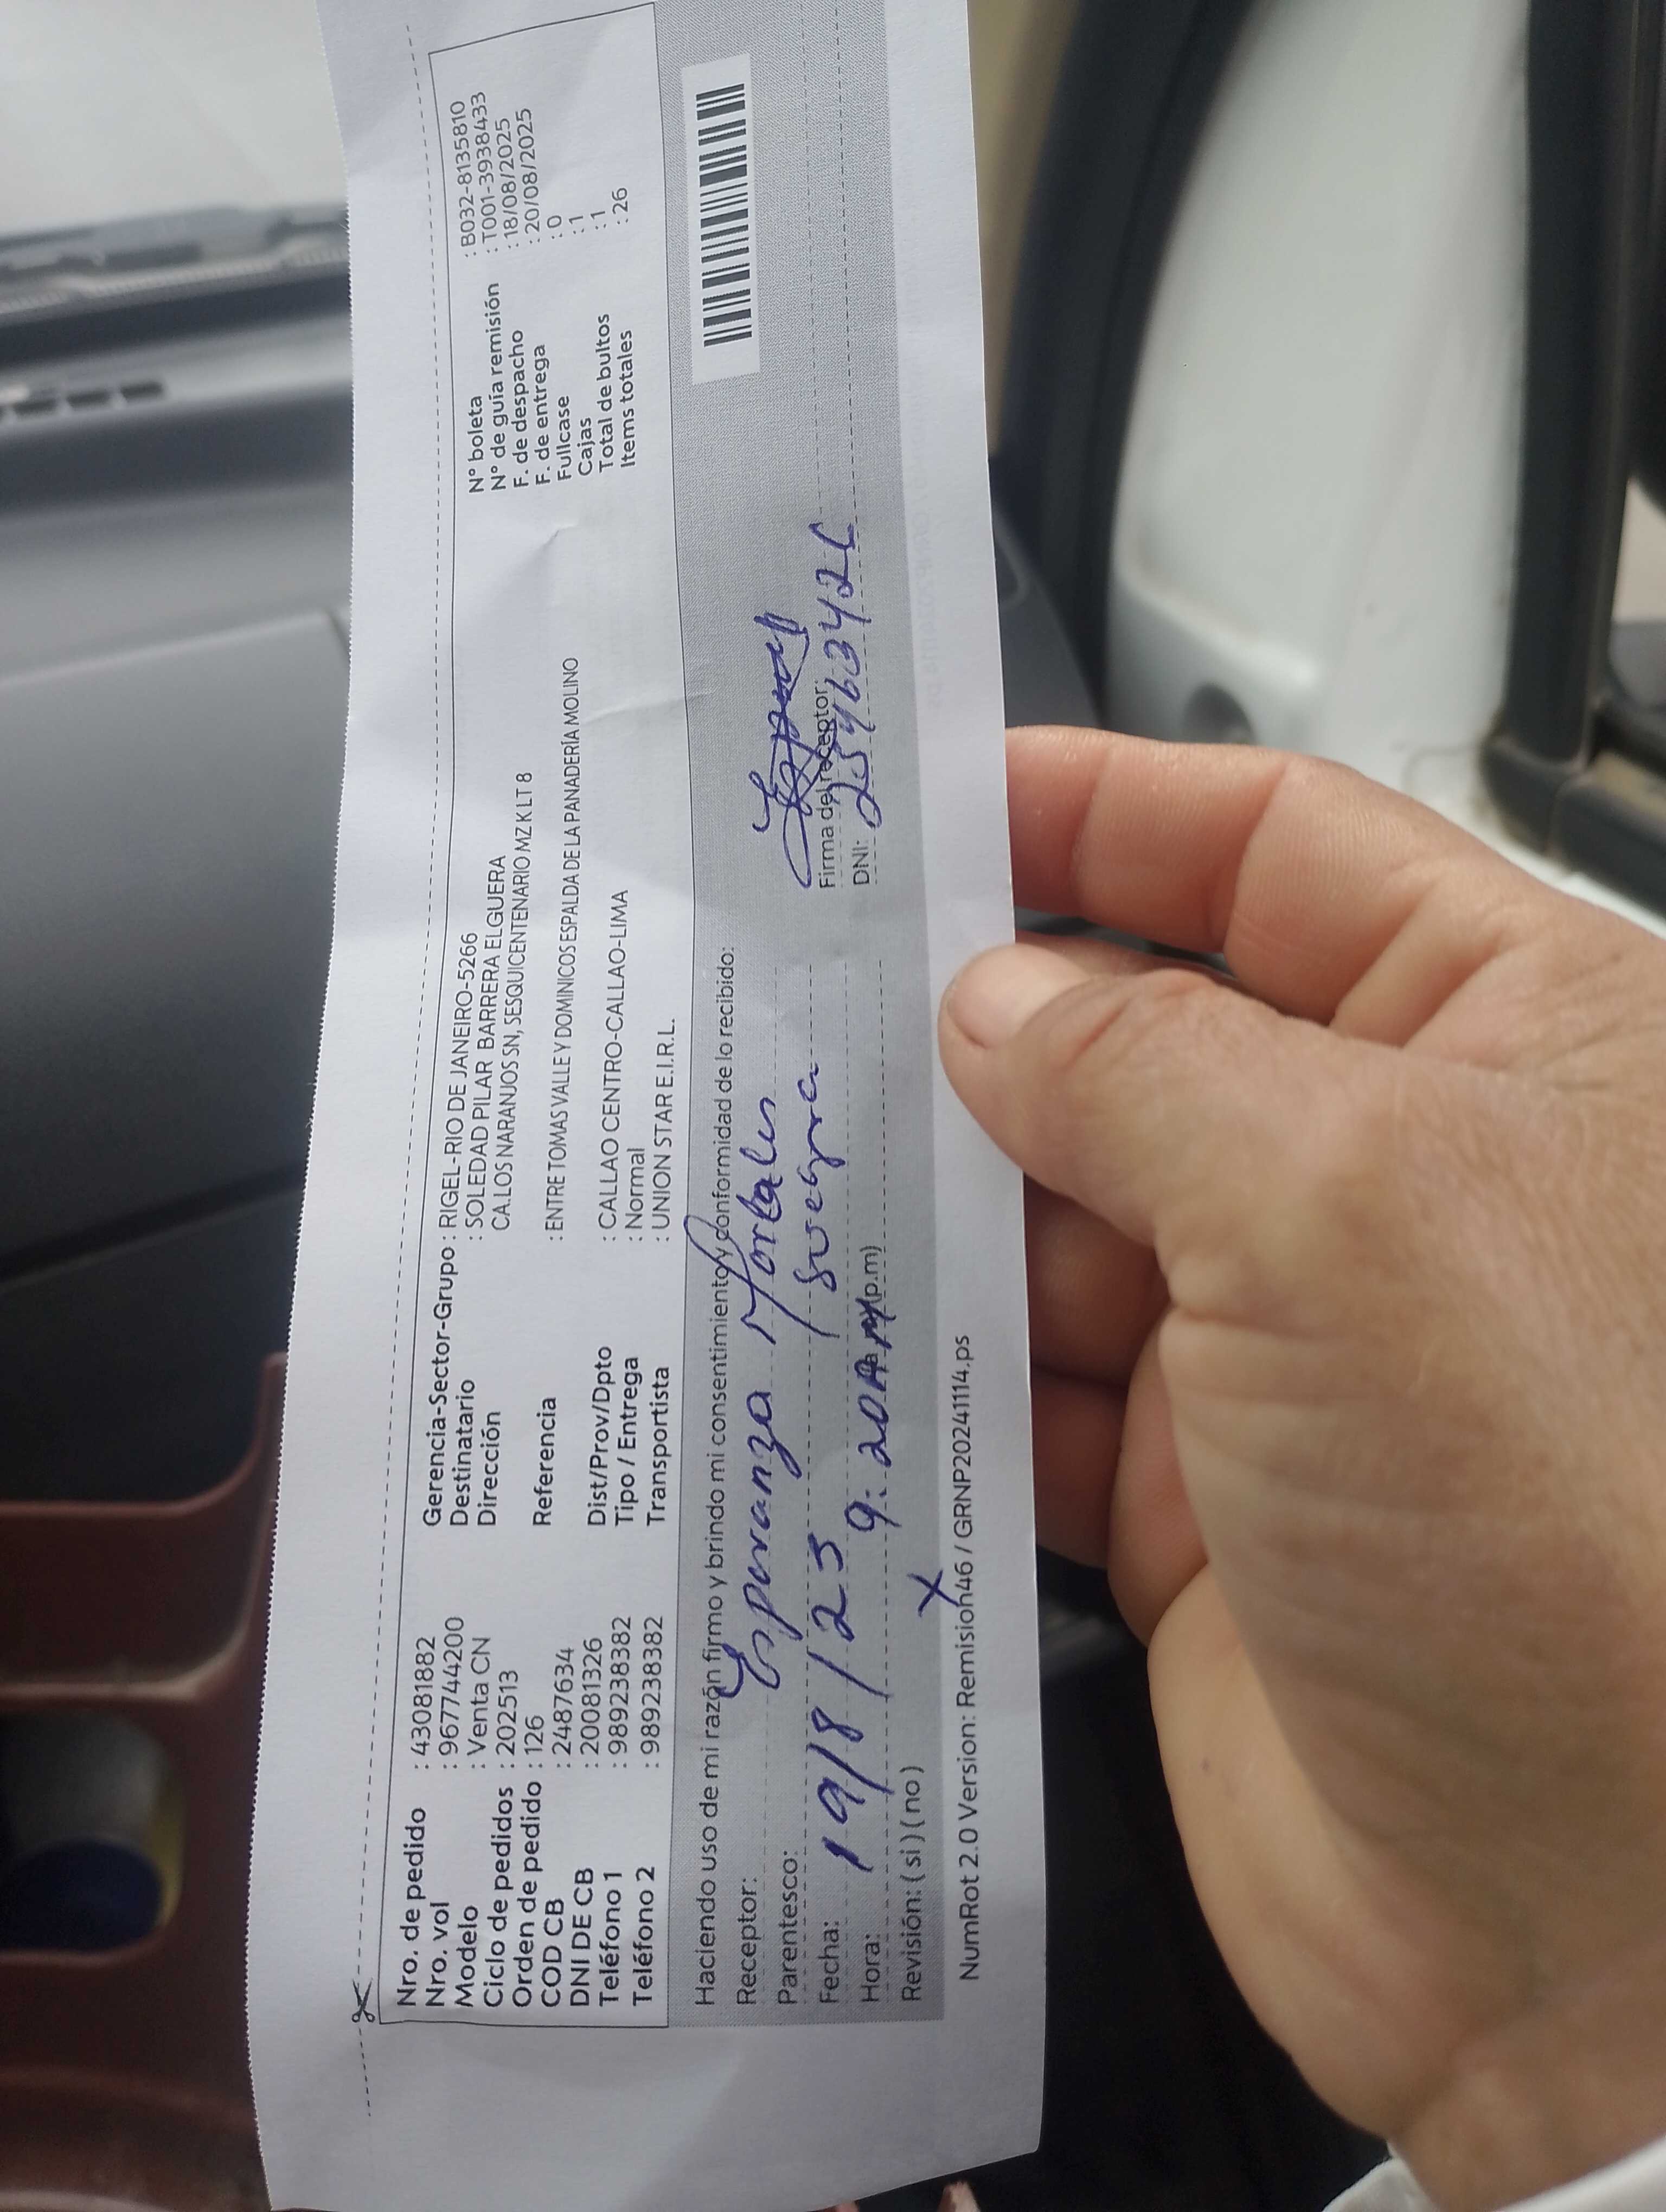 Nro. de pedido : 43081882
Nro. vol : 967744200
Modelo : Venta CN
Ciclo de pedidos : 202513
Orden de pedido : 126
COD CB : 2487634
DNI DE CB : 20081326
Teléfono 1 : 989238382
Teléfono 2 : 989238382
Gerencia-Sector-Grupo : RIGEL-RIO DE JANEIRO-5266
Destinatario : SOLEDAD PILAR BARRERA ELGUERA
Dirección CA.LOS NARANJOS SN, SESQUICENTENARIO MZ K LT 8
Referencia : ENTRE TOMAS VALLE Y DOMINICOS ESPALDA DE LA PANADERÍA MOLINO
Dist/Prov/Dpto : CALLAO CENTRO-CALLAO-LIMA
Tipo / Entrega : Normal
Transportista : UNION STAR E.I.R.L.
N° boleta : B032-8135810
N° de guía remisión : T001-3938433
F. de despacho : 18/08/2025
F. de entrega : 20/08/2025
Fullcase : 0
Cajas : 1
Total de bultos : 1
Items totales : 26
Haciendo uso de mi razón firmo y brindo mi consentimiento y conformidad de lo recibido:
Receptor: Esperanza Morales
Parentesco: suegra
Fecha: 19/8/25
Hora: 9:20 AM (p.m)
Revisión: ( si ) ( no ) X
Firma del receptor:
DNI:
NumRot 2.0 Version: Remision46 / GRNP20241114.ps